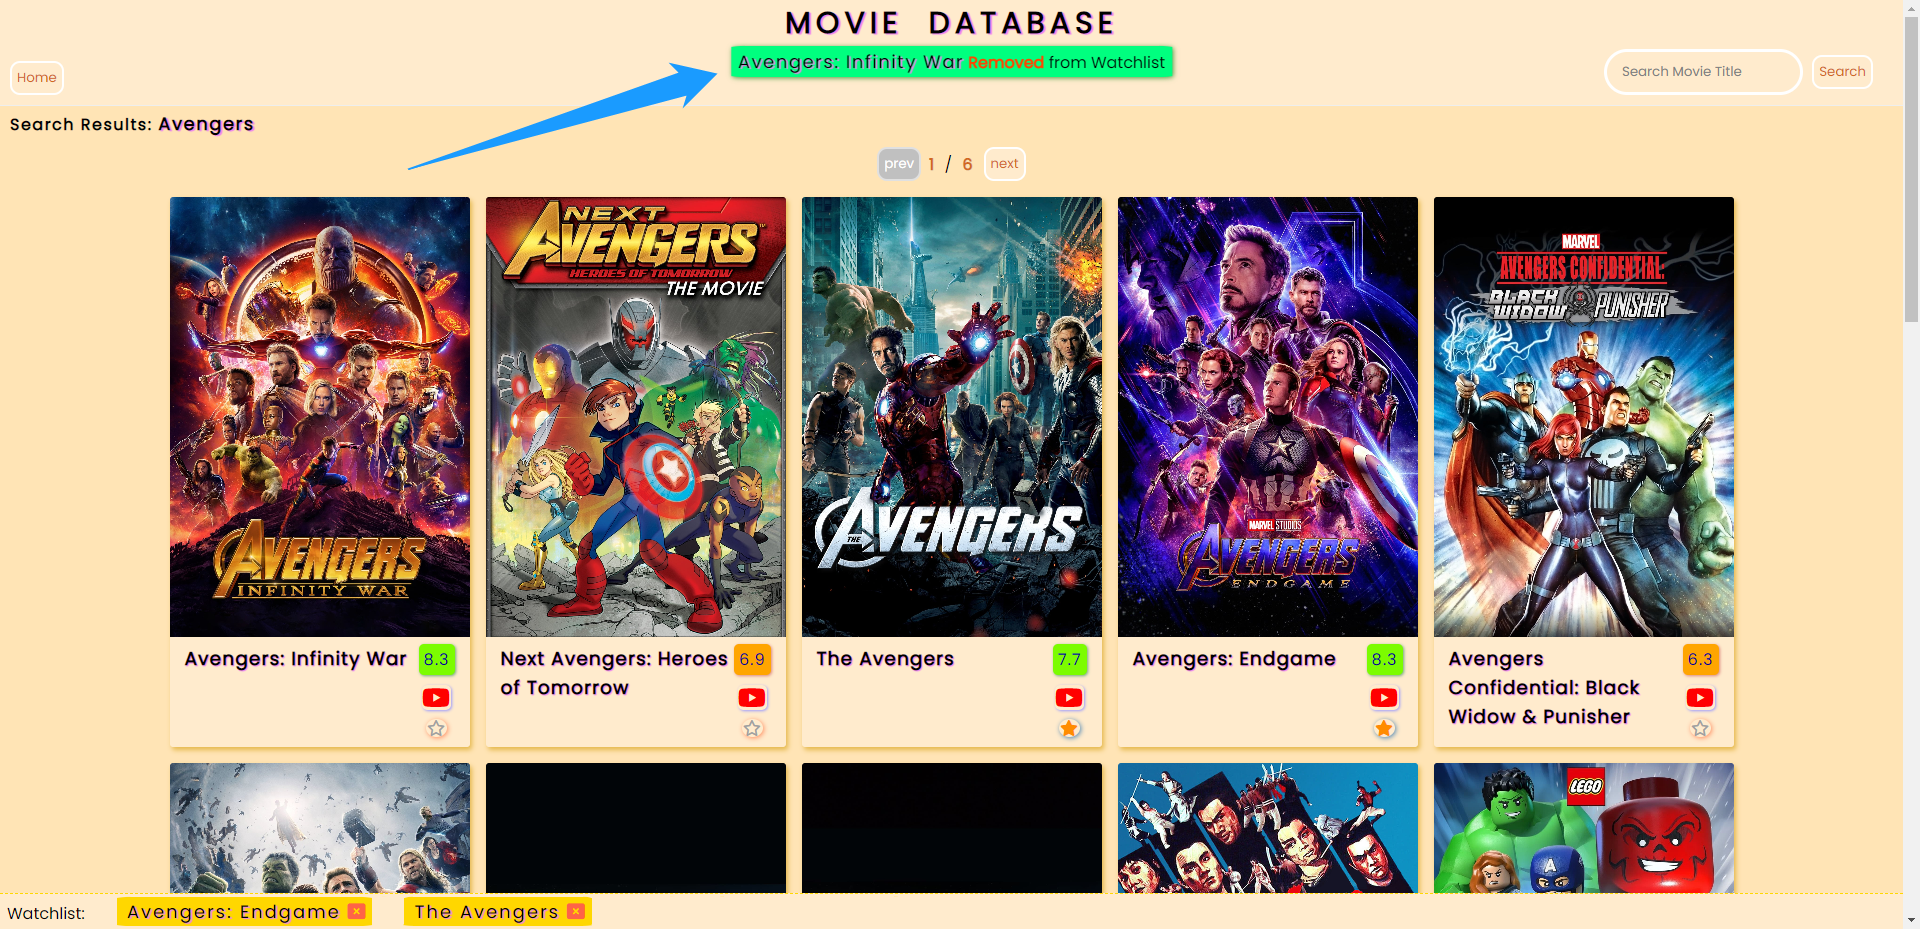 MOVIE DATABASE
Avengers: Infinity War Removed from Watchlist
Home
Search Movie Title
Search
Search Results: Avengers
prev 1 / 6 next
AVENGERS
INFINITY WAR
NEXT
AVENGERS
HEROES OF TOMORROW
THE MOVIE
THE AVENGERS
MARVEL STUDIOS
AVENGERS
ENDGAME
MARVEL
AVENGERS CONFIDENTIAL:
BLACK WIDOW PUNISHER
Avengers: Infinity War 8.3
Next Avengers: Heroes 6.9
of Tomorrow
The Avengers 7.7
Avengers: Endgame 8.3
Avengers 6.3
Confidential: Black
Widow & Punisher
LEGO
A
Watchlist: Avengers: Endgame × The Avengers ×